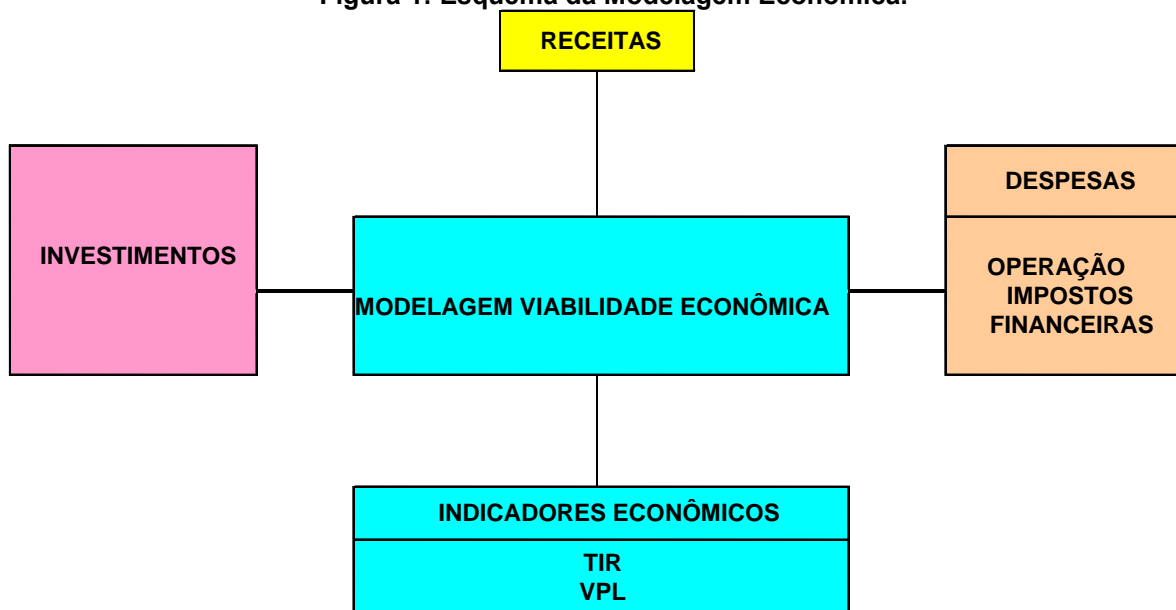 Figura 1: Esquema da Modelagem Econômica.
RECEITAS
INVESTIMENTOS
MODELAGEM VIABILIDADE ECONÔMICA
DESPESAS
OPERAÇÃO
IMPOSTOS
FINANCEIRAS
INDICADORES ECONÔMICOS
TIR
VPL